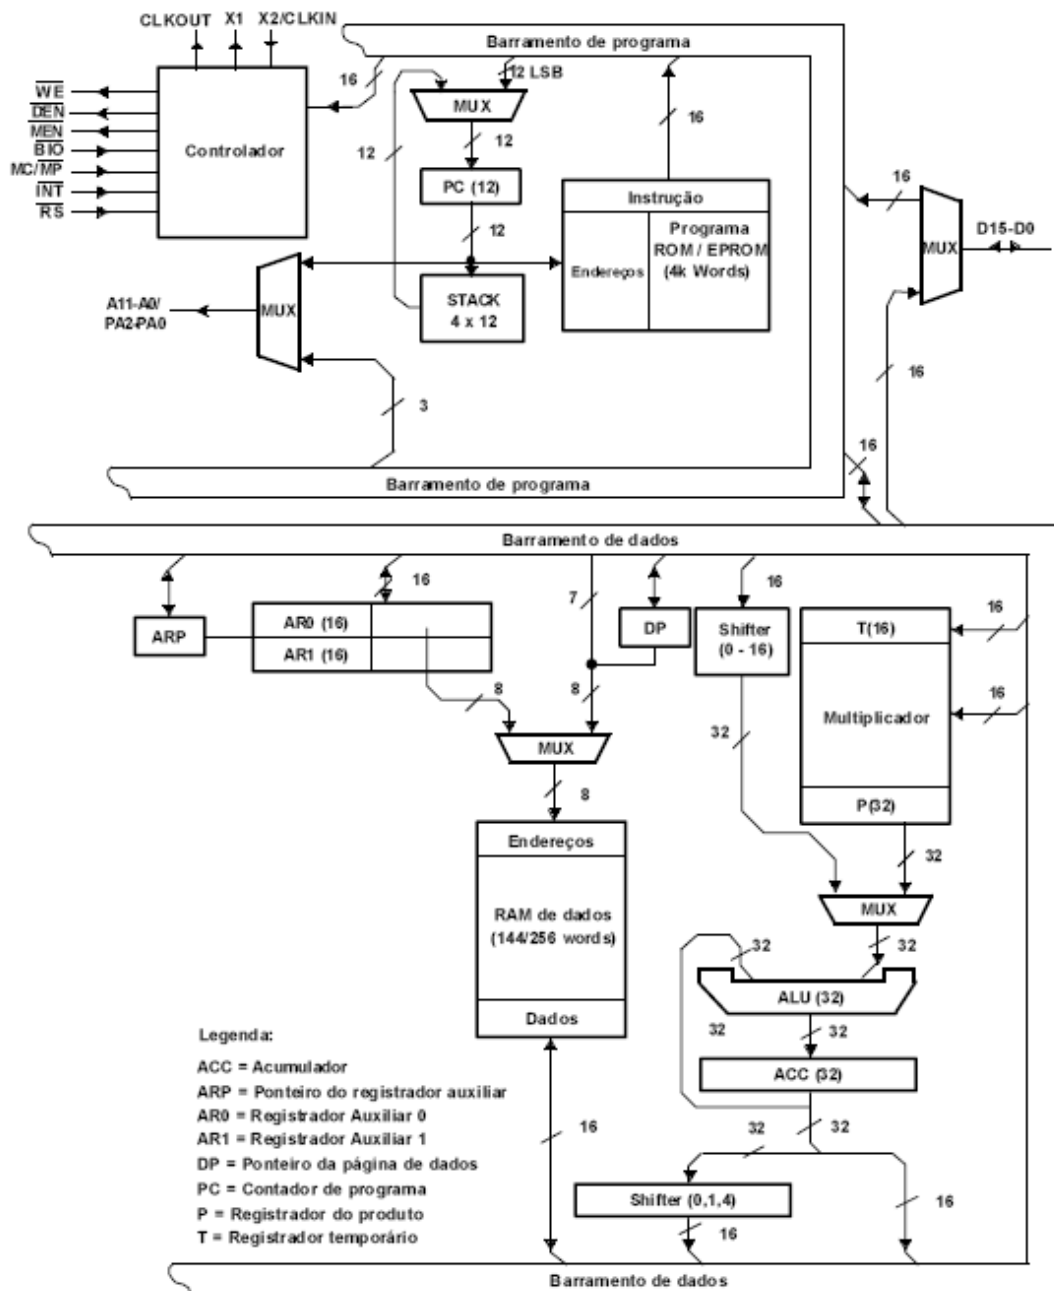 CLKOUT X1 X2/CLKIN
Barramento de programa
16
12 LSB
WE
DEN
MEN
BIO
MC/MP
INT
RS
Controlador
MUX
16
12
12
PC (12)
12
Instrução
Programa
ROM / EPROM
(4k Words)
Endereços
16
MUX
D15-D0
A11-A0/
PA2-PA0
MUX
STACK
4 x 12
16
3
16
Barramento de programa
Barramento de dados
ARP
AR0 (16)
AR1 (16)
16
7
DP
Shifter
(0 - 16)
16
T(16)
16
Multiplicador
16
P(32)
8
8
MUX
8
32
32
Endereços
RAM de dados
(144/256 words)
Dados
MUX
32
32
ALU (32)
32
32
ACC (32)
32
32
Shifter (0,1,4)
16
16
16
Legenda:
ACC = Acumulador
ARP = Ponteiro do registrador auxiliar
AR0 = Registrador Auxiliar 0
AR1 = Registrador Auxiliar 1
DP = Ponteiro da página de dados
PC = Contador de programa
P = Registrador do produto
T = Registrador temporário
Barramento de dados